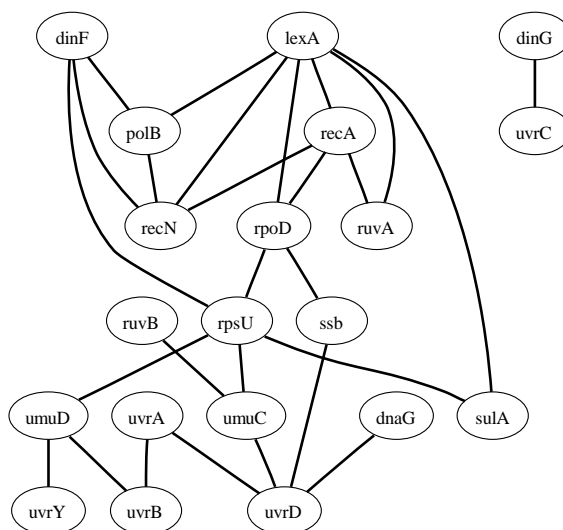 dinF lexA dinG
polB recA uvrC
recN rpoD ruvA
ruvB rpsU ssb
umuD uvrA umuC dnaG sulA
uvrY uvrB uvrD